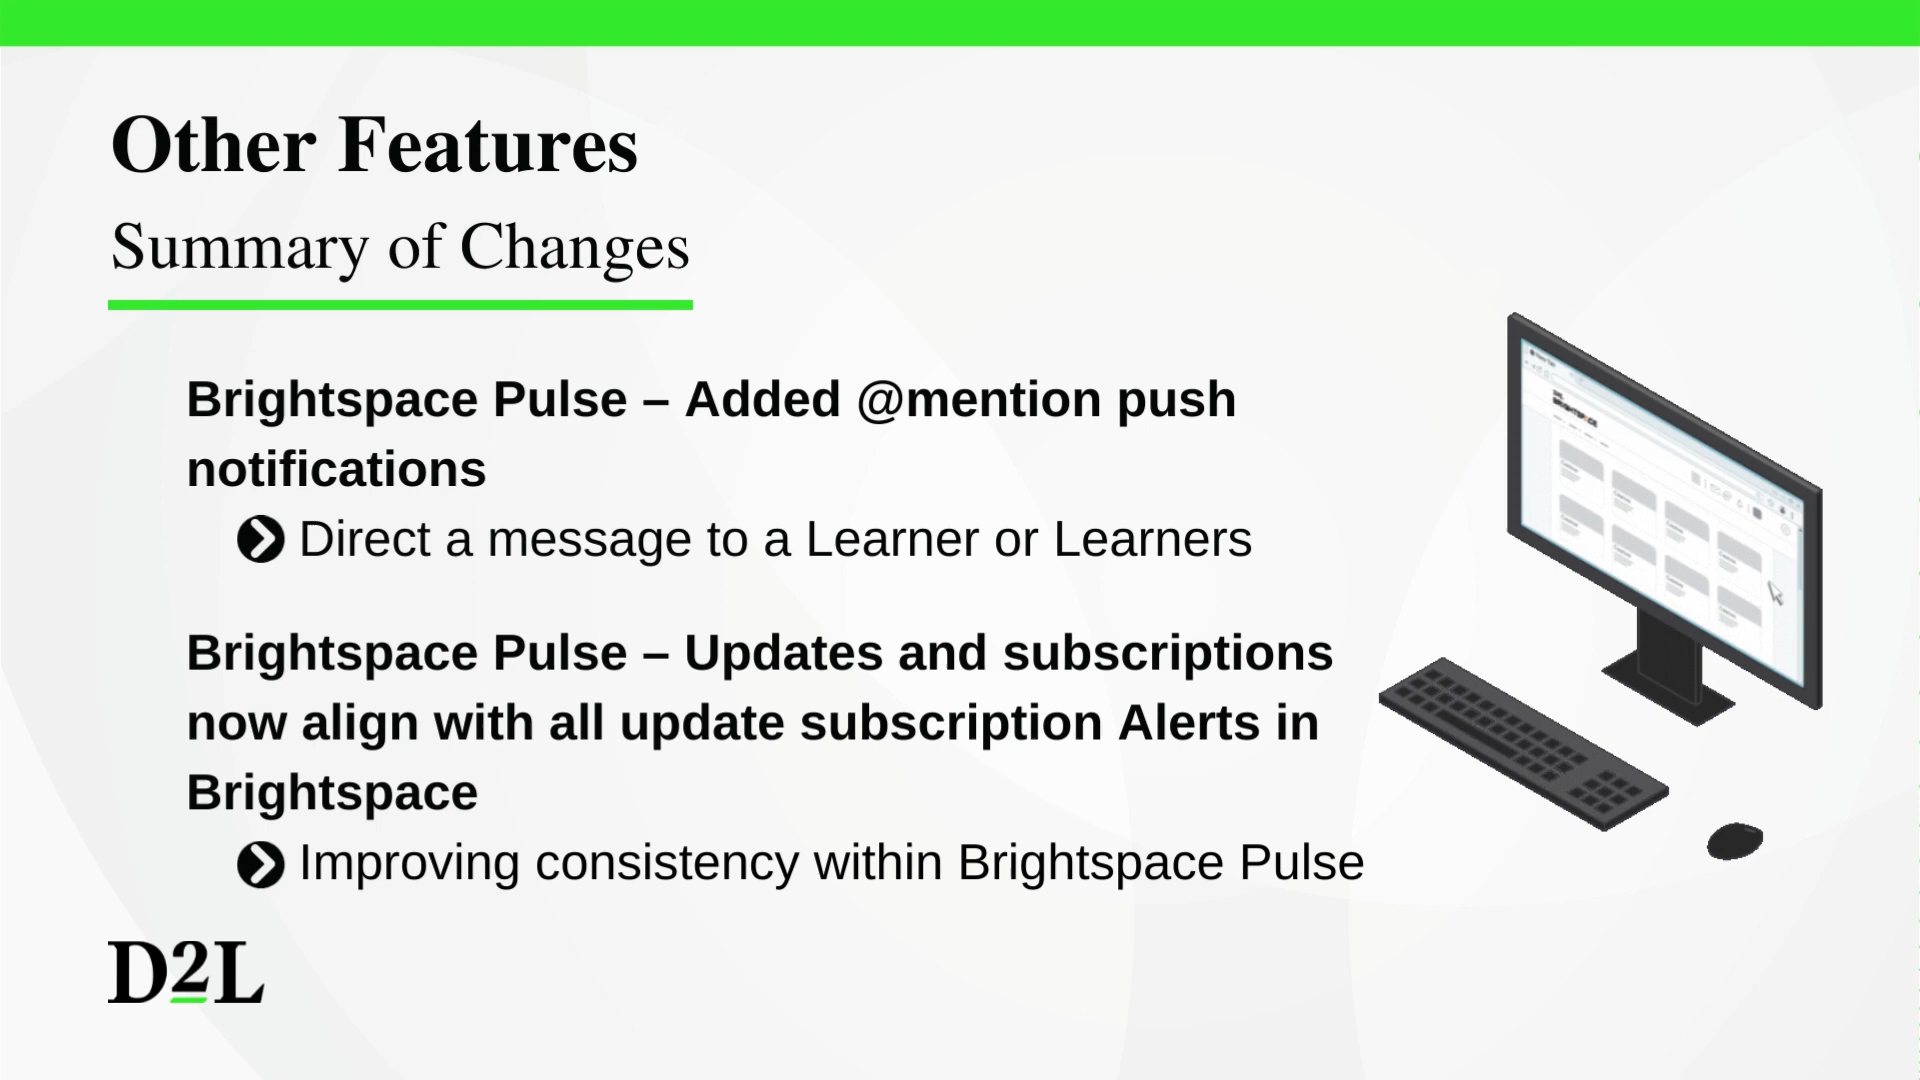 Other Features
Summary of Changes
Brightspace Pulse – Added @mention push
notifications
Direct a message to a Learner or Learners
Brightspace Pulse – Updates and subscriptions
now align with all update subscription Alerts in
Brightspace
Improving consistency within Brightspace Pulse
D2L